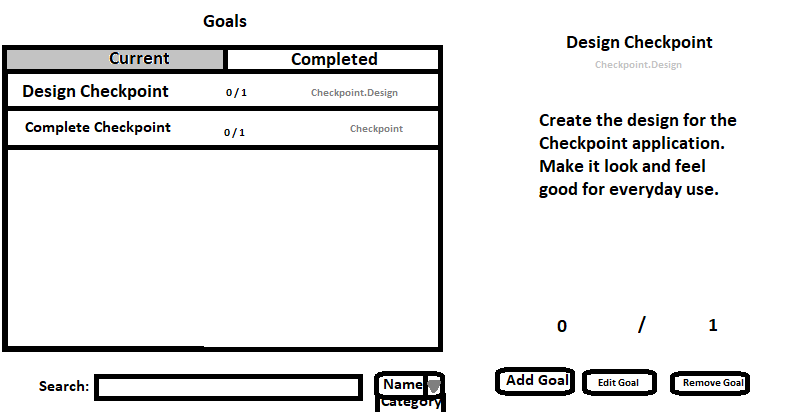 Goals
Current Completed
Design Checkpoint 0 / 1 Checkpoint.Design
Complete Checkpoint 0 / 1 Checkpoint
Design Checkpoint
Checkpoint.Design
Create the design for the
Checkpoint application.
Make it look and feel
good for everyday use.
0 / 1
Search: Name
Category
Add Goal Edit Goal Remove Goal